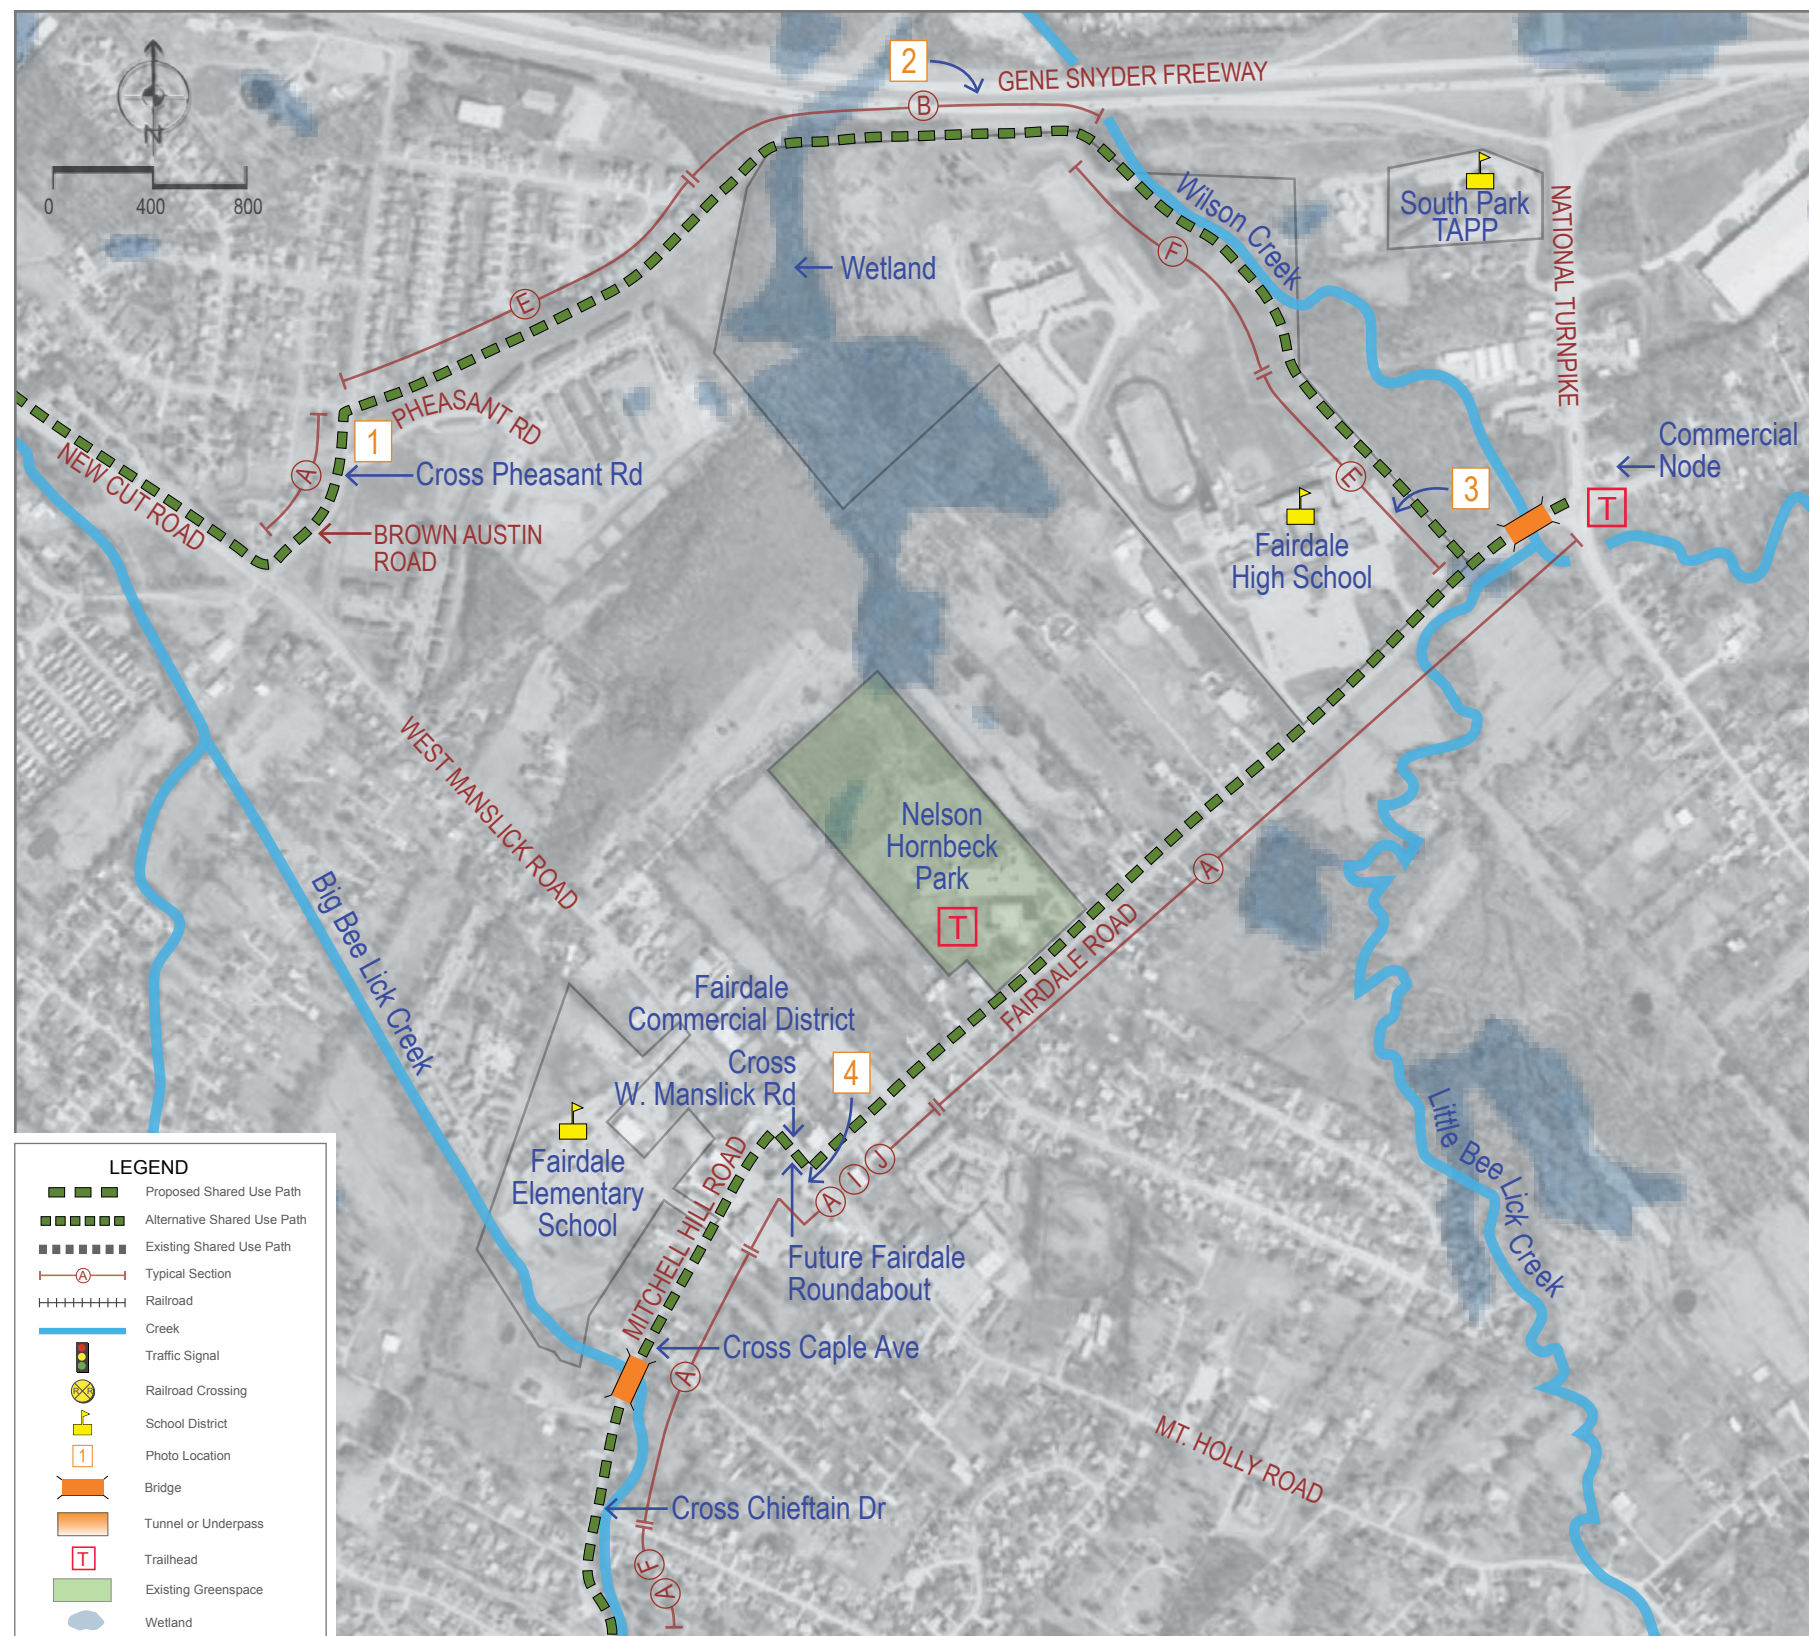 2
GENE SNYDER FREEWAY
B
N
0 400 800
Wilson Creek
South Park
TAPP
NATIONAL TURNPIKE
F
Wetland
E
PHEASANT RD
1
A
Cross Pheasant Rd
NEW CUT ROAD
BROWN AUSTIN
ROAD
Commercial
Node
E
3
T
Fairdale
High School
WEST MANSLICK ROAD
Nelson
Hornbeck
Park
T
A
FAIRDALE ROAD
Big Bee Lick Creek
Fairdale
Commercial District
Cross
W. Manslick Rd
4
Little Bee Lick Creek
Fairdale
Elementary
School
MITCHELL HILL ROAD
A I J
Future Fairdale
Roundabout
Cross Caple Ave
A
MT. HOLLY ROAD
Cross Chieftain Dr
F
A
LEGEND
Proposed Shared Use Path
Alternative Shared Use Path
Existing Shared Use Path
A Typical Section
Railroad
Creek
Traffic Signal
R R Railroad Crossing
School District
1 Photo Location
Bridge
Tunnel or Underpass
T Trailhead
Existing Greenspace
Wetland